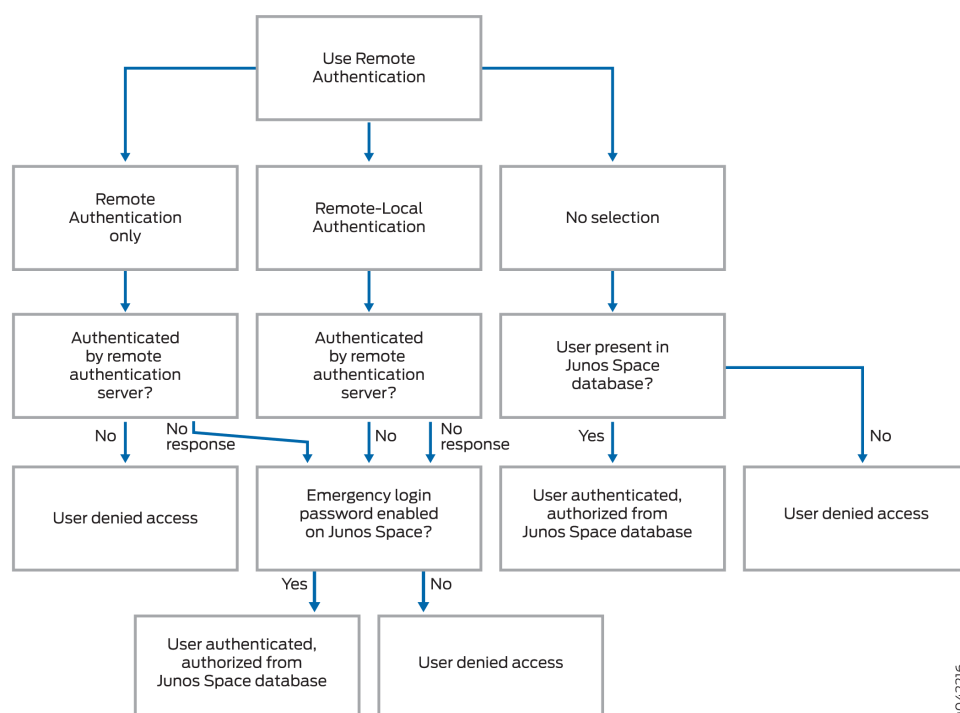 Use Remote
Authentication
Remote
Authentication
only
Remote-Local
Authentication
No selection
Authenticated
by remote
authentication
server?
Authenticated
by remote
authentication
server?
User present in
Junos Space
database?
No
No
response
No
No
response
Yes
No
User denied access
Emergency login
password enabled
on Junos Space?
User authenticated,
authorized from
Junos Space database
User denied access
Yes
No
User authenticated,
authorized from
Junos Space database
User denied access